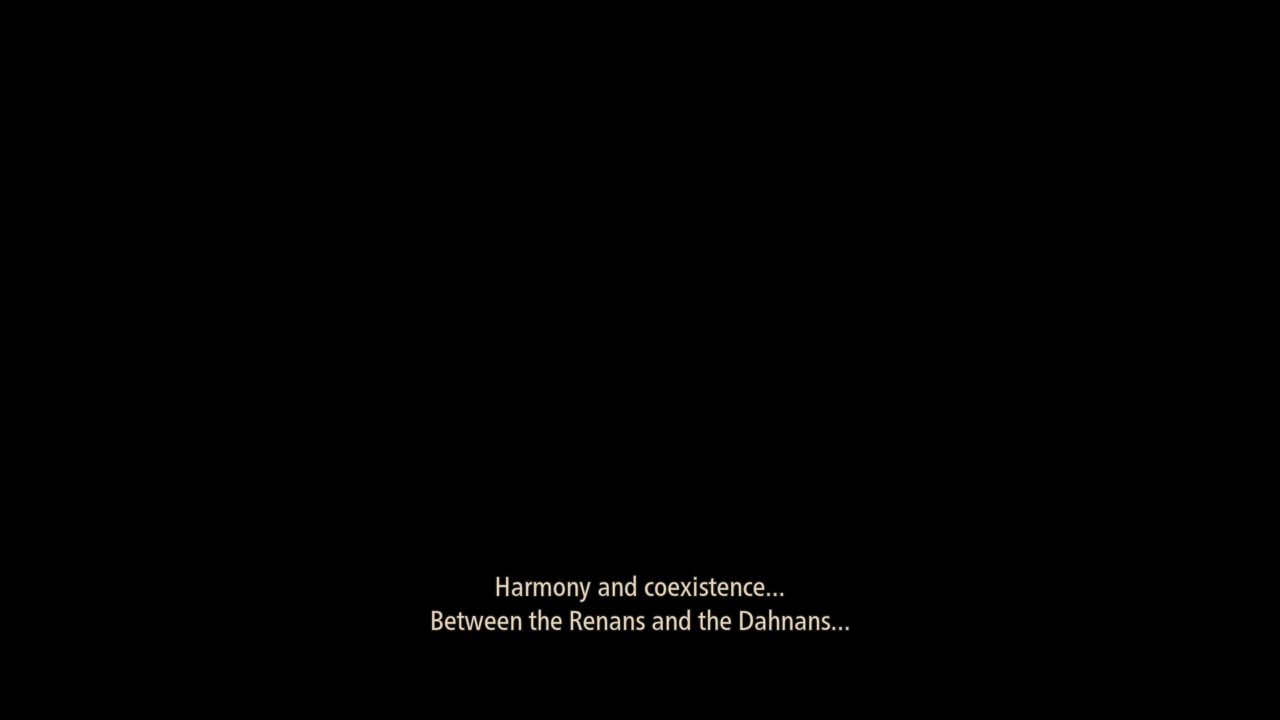 Harmony and coexistence...
Between the Renans and the Dahnans...